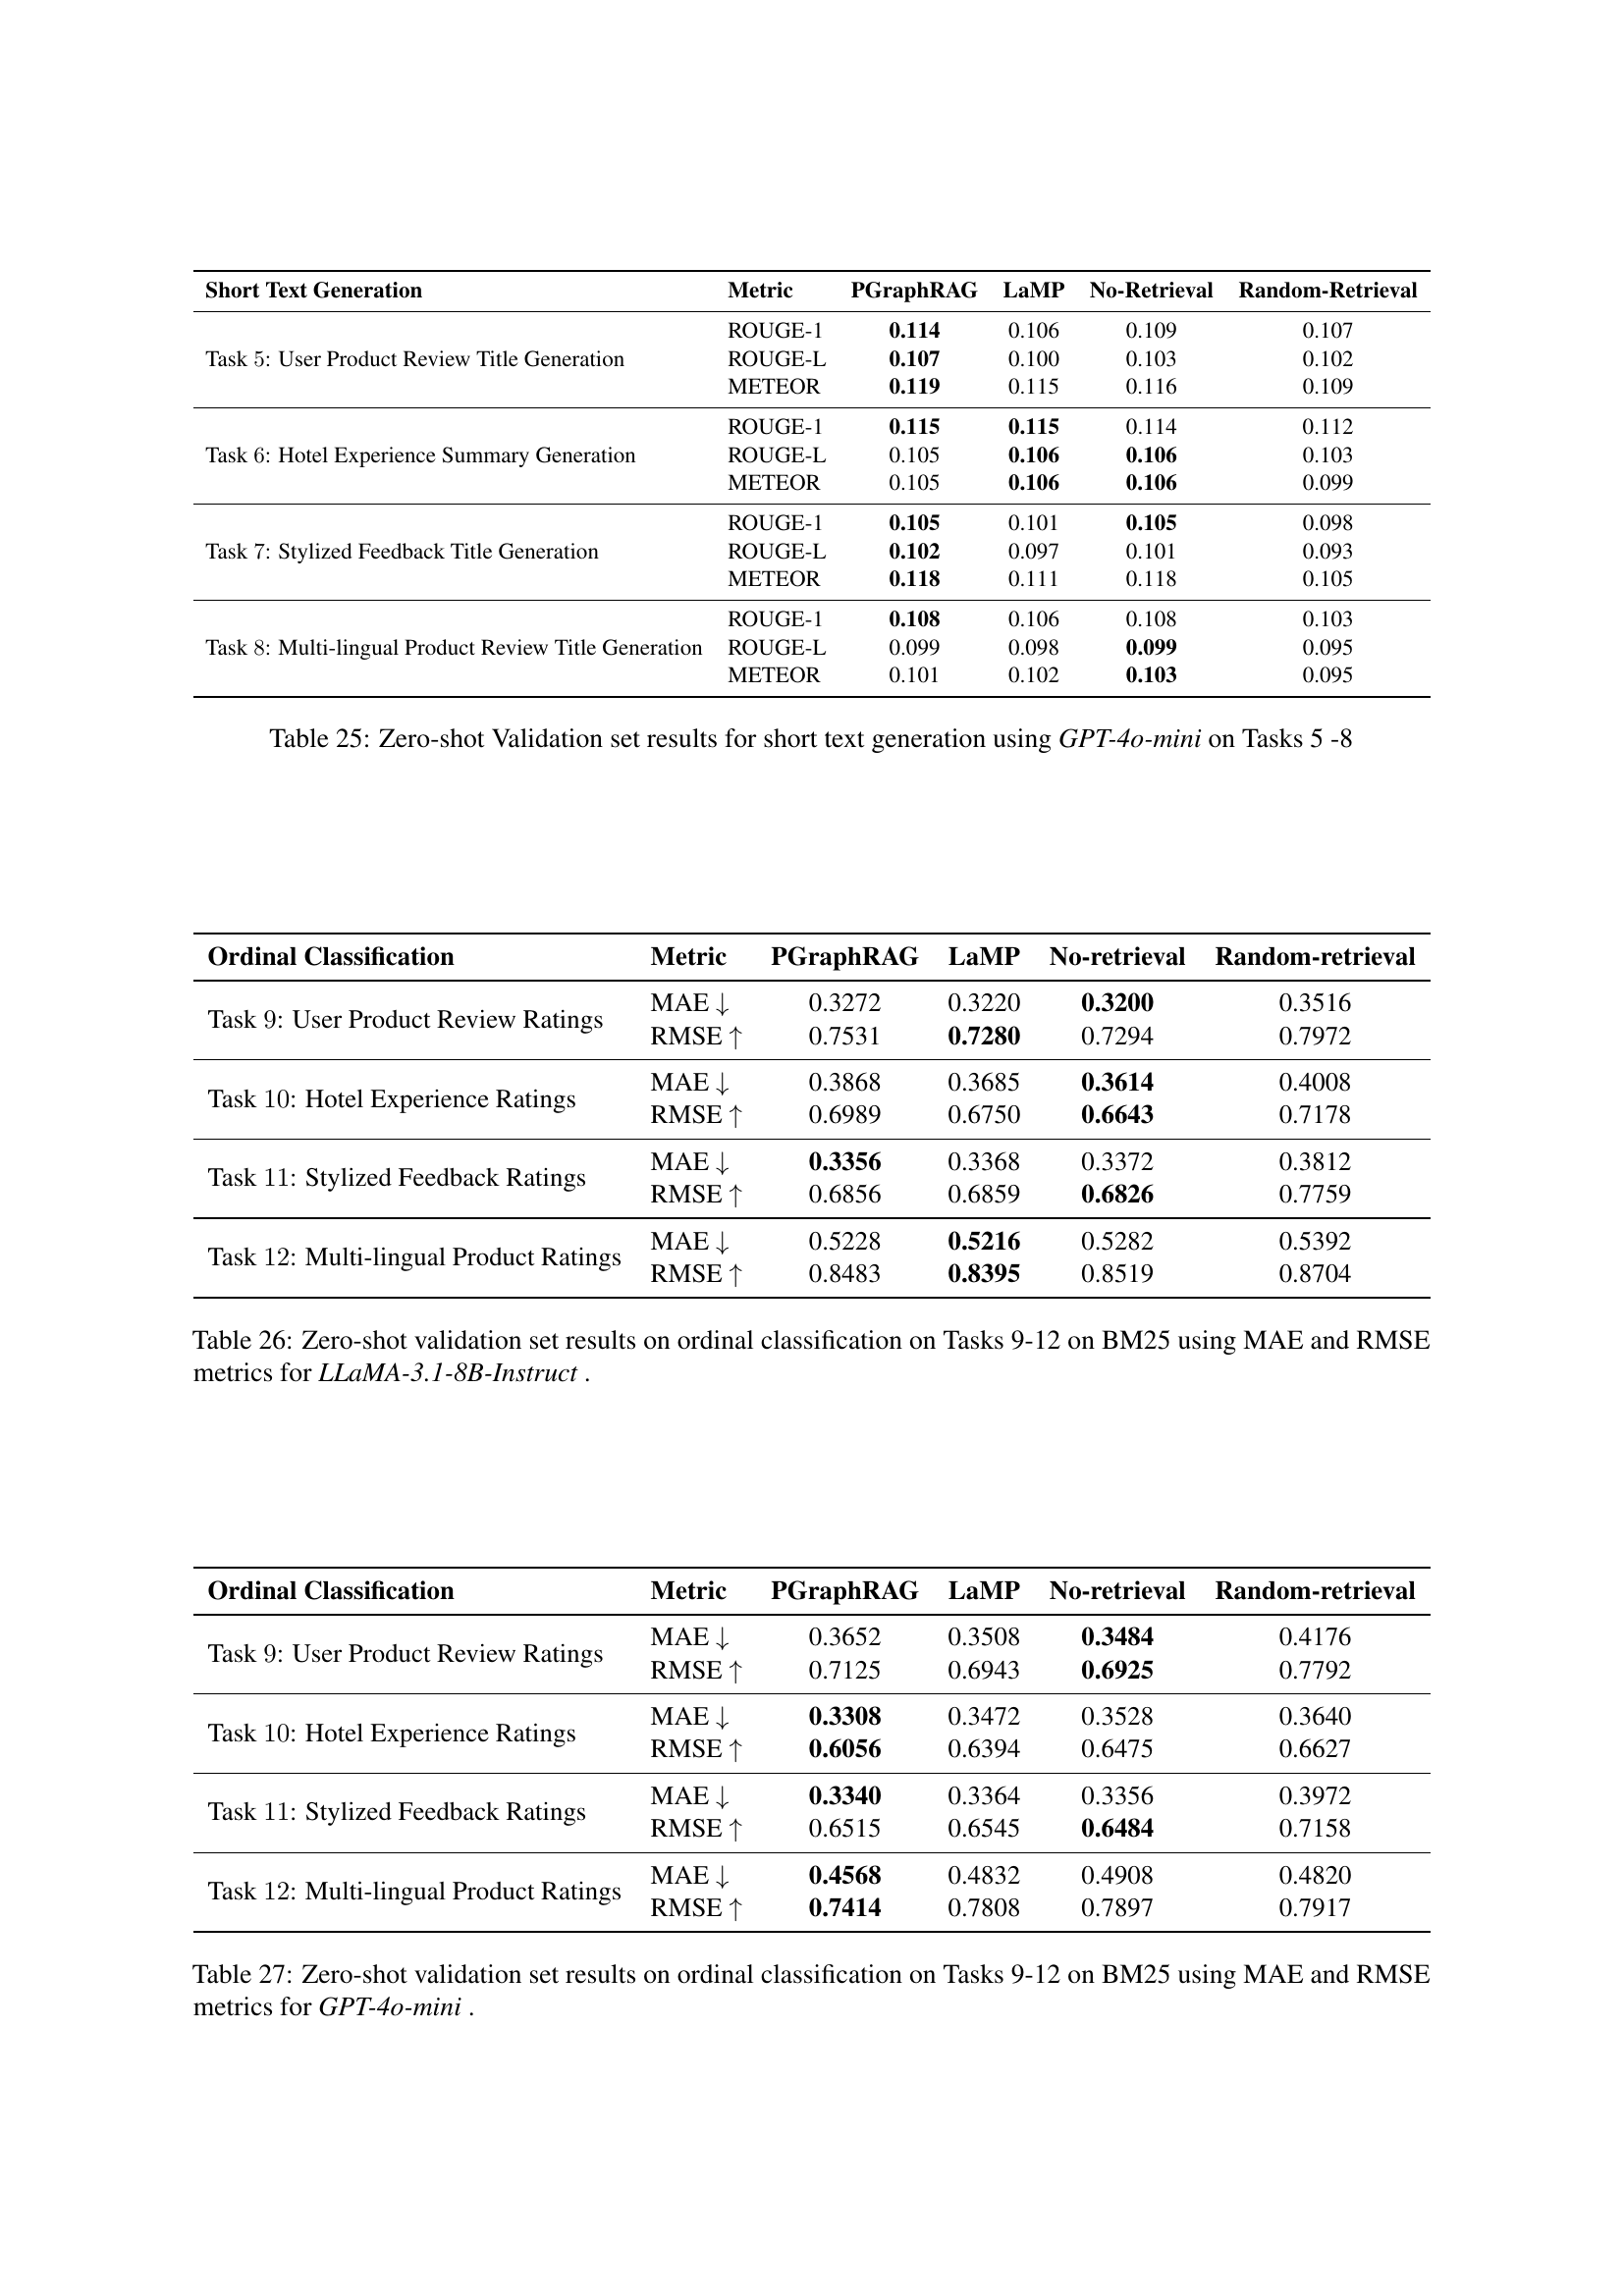 Short Text Generation Metric PGraphRAG LaMP No-Retrieval Random-Retrieval
ROUGE-1 0.114 0.106 0.109 0.107
Task 5: User Product Review Title Generation ROUGE-L 0.107 0.100 0.103 0.102
METEOR 0.119 0.115 0.116 0.109
ROUGE-1 0.115 0.115 0.114 0.112
Task 6: Hotel Experience Summary Generation ROUGE-L 0.105 0.106 0.106 0.103
METEOR 0.105 0.106 0.106 0.099
ROUGE-1 0.105 0.101 0.105 0.098
Task 7: Stylized Feedback Title Generation ROUGE-L 0.102 0.097 0.101 0.093
METEOR 0.118 0.111 0.118 0.105
ROUGE-1 0.108 0.106 0.108 0.103
Task 8: Multi-lingual Product Review Title Generation ROUGE-L 0.099 0.098 0.099 0.095
METEOR 0.101 0.102 0.103 0.095
Table 25: Zero-shot Validation set results for short text generation using GPT-4o-mini on Tasks 5 -8
Ordinal Classification Metric PGraphRAG LaMP No-retrieval Random-retrieval
Task 9: User Product Review Ratings
MAE ↓ 0.3272 0.3220 0.3200 0.3516
RMSE ↑ 0.7531 0.7280 0.7294 0.7972
Task 10: Hotel Experience Ratings
MAE ↓ 0.3868 0.3685 0.3614 0.4008
RMSE ↑ 0.6989 0.6750 0.6643 0.7178
Task 11: Stylized Feedback Ratings
MAE ↓ 0.3356 0.3368 0.3372 0.3812
RMSE ↑ 0.6856 0.6859 0.6826 0.7759
Task 12: Multi-lingual Product Ratings
MAE ↓ 0.5228 0.5216 0.5282 0.5392
RMSE ↑ 0.8483 0.8395 0.8519 0.8704
Table 26: Zero-shot validation set results on ordinal classification on Tasks 9-12 on BM25 using MAE and RMSE
metrics for LLaMA-3.1-8B-Instruct .
Ordinal Classification Metric PGraphRAG LaMP No-retrieval Random-retrieval
Task 9: User Product Review Ratings
MAE ↓ 0.3652 0.3508 0.3484 0.4176
RMSE ↑ 0.7125 0.6943 0.6925 0.7792
Task 10: Hotel Experience Ratings
MAE ↓ 0.3308 0.3472 0.3528 0.3640
RMSE ↑ 0.6056 0.6394 0.6475 0.6627
Task 11: Stylized Feedback Ratings
MAE ↓ 0.3340 0.3364 0.3356 0.3972
RMSE ↑ 0.6515 0.6545 0.6484 0.7158
Task 12: Multi-lingual Product Ratings
MAE ↓ 0.4568 0.4832 0.4908 0.4820
RMSE ↑ 0.7414 0.7808 0.7897 0.7917
Table 27: Zero-shot validation set results on ordinal classification on Tasks 9-12 on BM25 using MAE and RMSE
metrics for GPT-4o-mini .